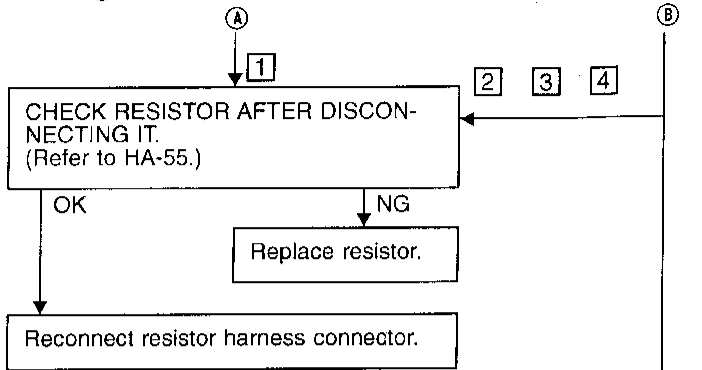 A
B
1
2 3 4
CHECK RESISTOR AFTER DISCON-
NECTING IT.
(Refer to HA-55.)
OK
NG
Replace resistor.
Reconnect resistor harness connector.